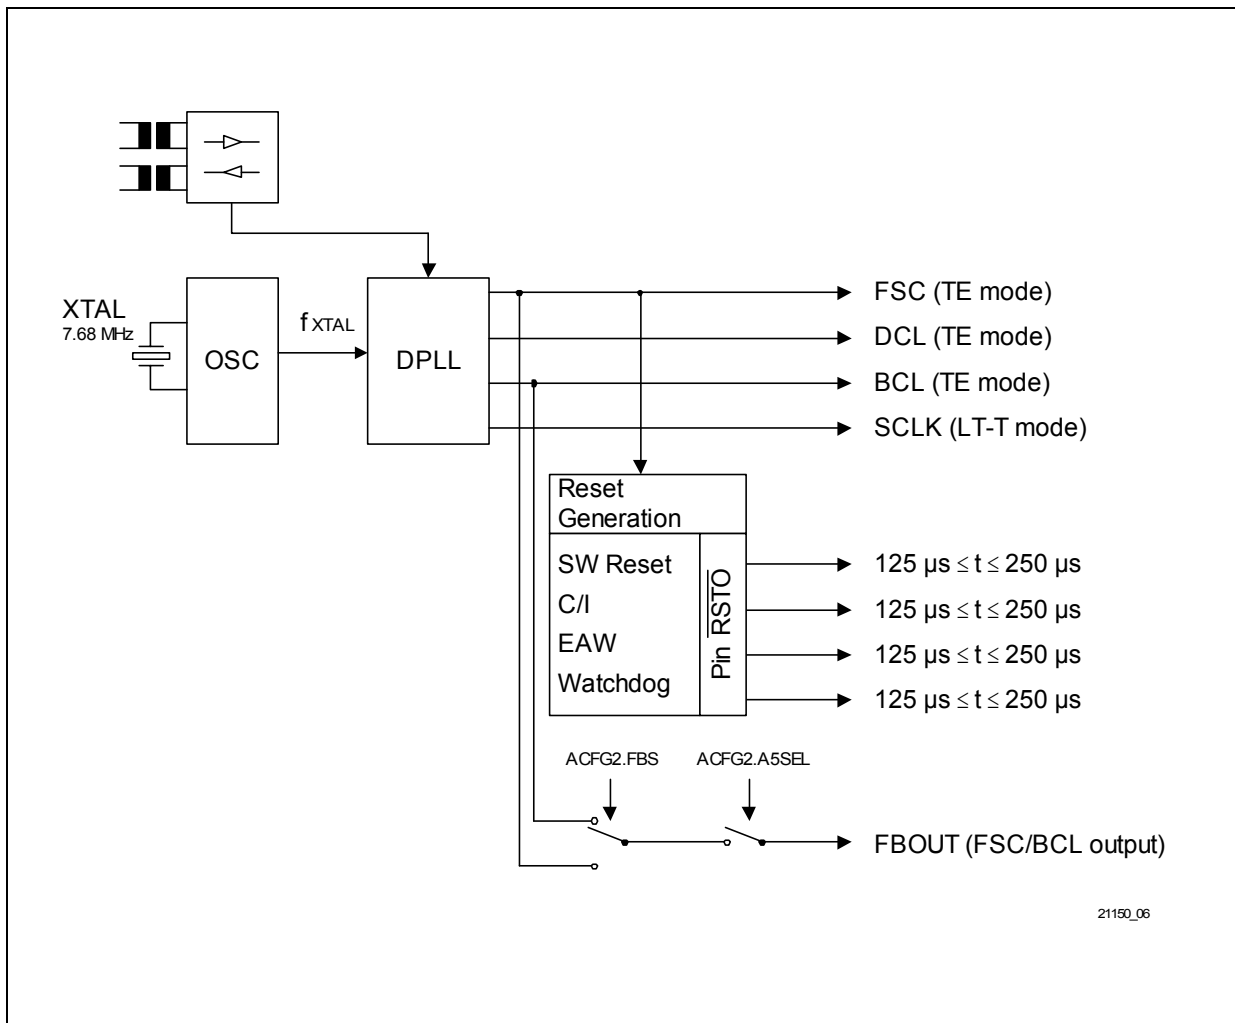 XTAL
7.68 MHz
OSC
fXTAL
DPLL
FSC (TE mode)
DCL (TE mode)
BCL (TE mode)
SCLK (LT-T mode)
Reset
Generation
SW Reset
C/I
EAW
Watchdog
Pin RSTO
125 µs ≤ t ≤ 250 µs
125 µs ≤ t ≤ 250 µs
125 µs ≤ t ≤ 250 µs
125 µs ≤ t ≤ 250 µs
ACFG2.FBS
ACFG2.A5SEL
FBOUT (FSC/BCL output)
21150_06